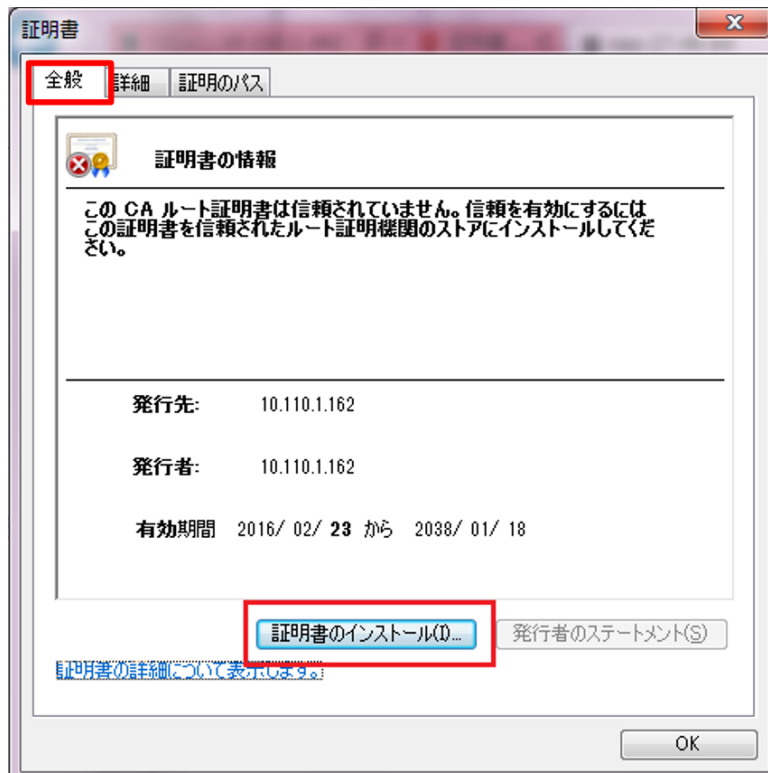 証明書
全般 詳細 証明のパス
証明書の情報
この CA ルート証明書は信頼されていません。信頼を有効にするには
この証明書を信頼されたルート証明機関のストアにインストールしてくだ
さい。
発行先: 10.110.1.162
発行者: 10.110.1.162
有効期間 2016/ 02/ 23 から 2038/ 01/ 18
証明書のインストール(I)... 発行者のステートメント(S)
証明書の詳細について表示します。
OK